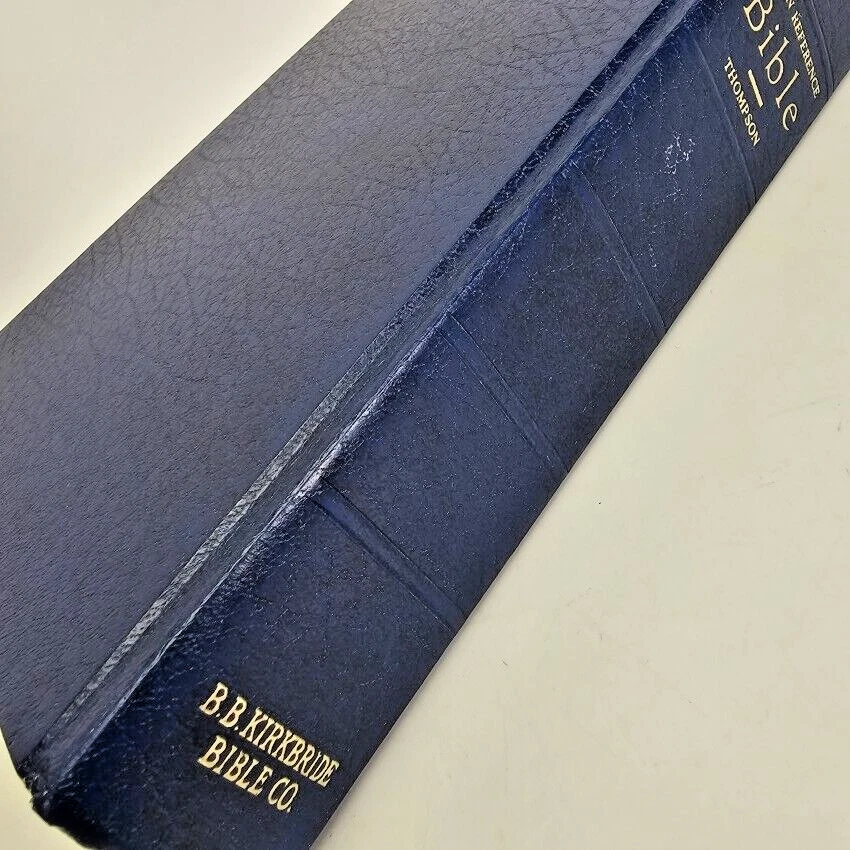 REFERENCE
Bible
THOMPSON
B.B. KIRKBRIDE
BIBLE CO.